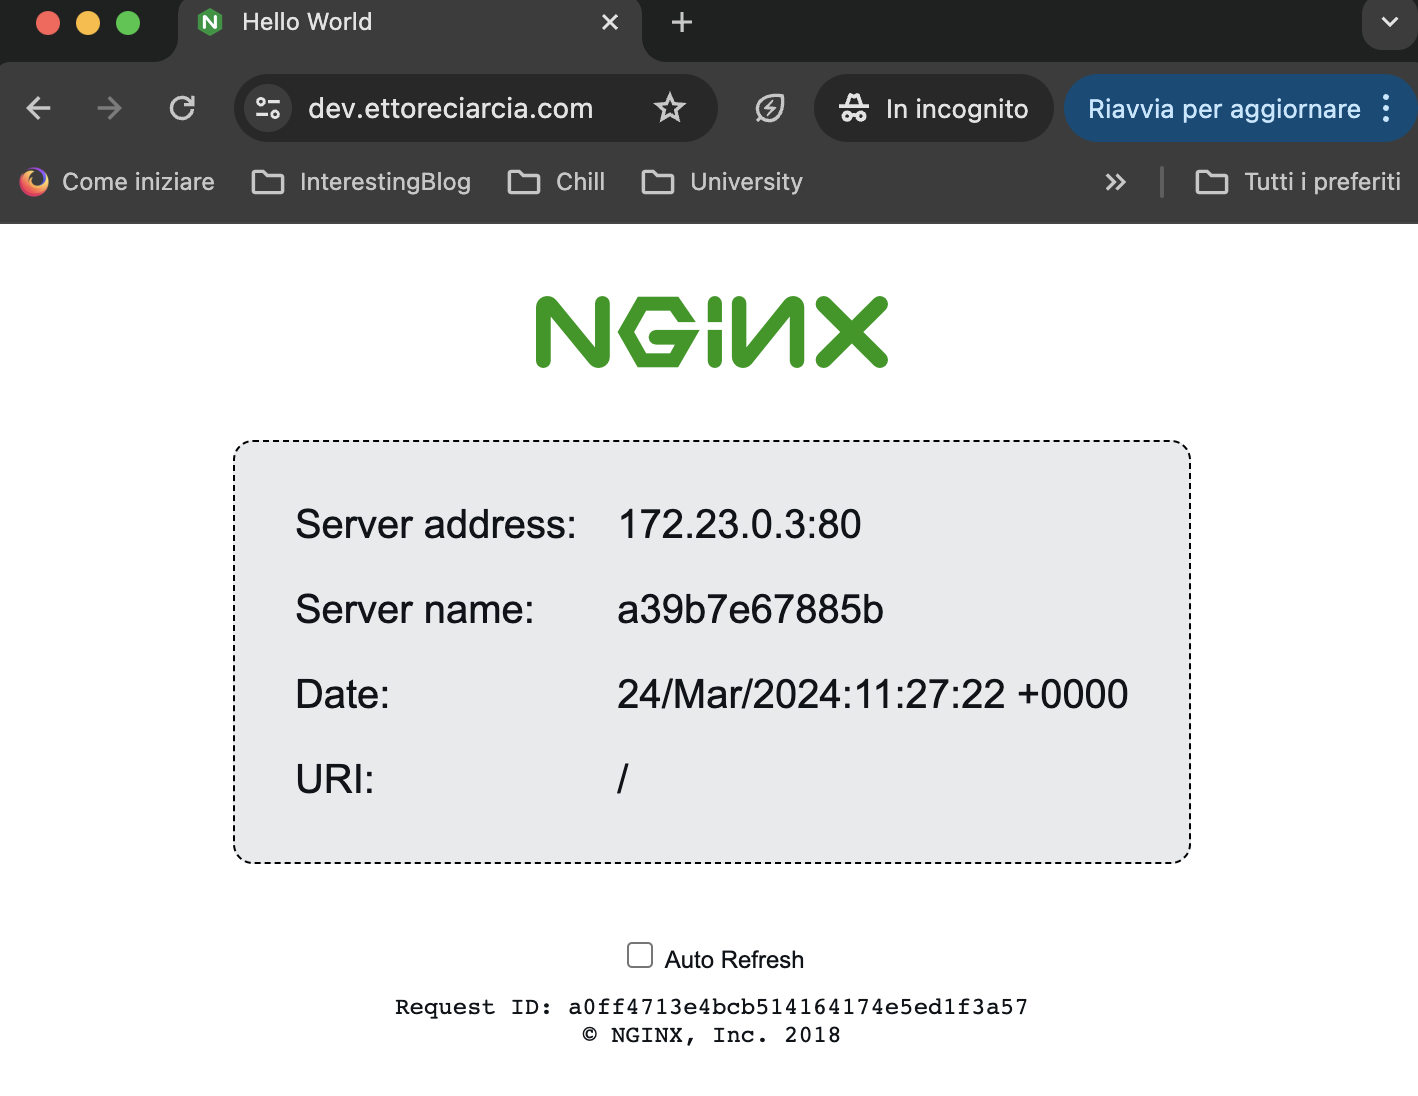 Hello World
dev.ettoreciarcia.com
In incognito
Riavvia per aggiornare
Come iniziare
InterestingBlog
Chill
University
Tutti i preferiti
NGINX
Server address: 172.23.0.3:80
Server name: a39b7e67885b
Date: 24/Mar/2024:11:27:22 +0000
URI: /
Auto Refresh
Request ID: a0ff4713e4bcb514164174e5ed1f3a57
© NGINX, Inc. 2018